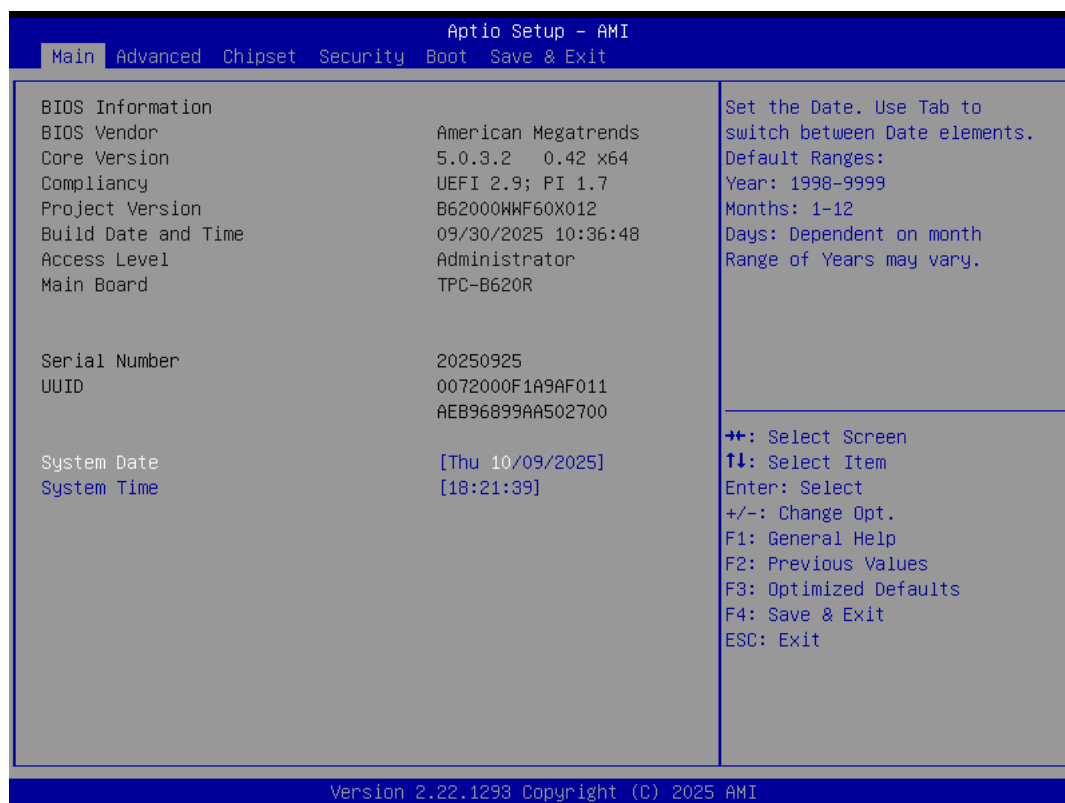 Aptio Setup – AMI
Main Advanced Chipset Security Boot Save & Exit
BIOS Information
BIOS Vendor American Megatrends
Core Version 5.0.3.2 0.42 x64
Compliancy UEFI 2.9; PI 1.7
Project Version B62000WWF60X012
Build Date and Time 09/30/2025 10:36:48
Access Level Administrator
Main Board TPC-B620R
Serial Number 20250925
UUID 0072000F1A9AF011
AEB96899AA502700
System Date [Thu 10/09/2025]
System Time [18:21:39]
Set the Date. Use Tab to
switch between Date elements.
Default Ranges:
Year: 1998-9999
Months: 1-12
Days: Dependent on month
Range of Years may vary.
→←: Select Screen
↑↓: Select Item
Enter: Select
+/-: Change Opt.
F1: General Help
F2: Previous Values
F3: Optimized Defaults
F4: Save & Exit
ESC: Exit
Version 2.22.1293 Copyright (C) 2025 AMI